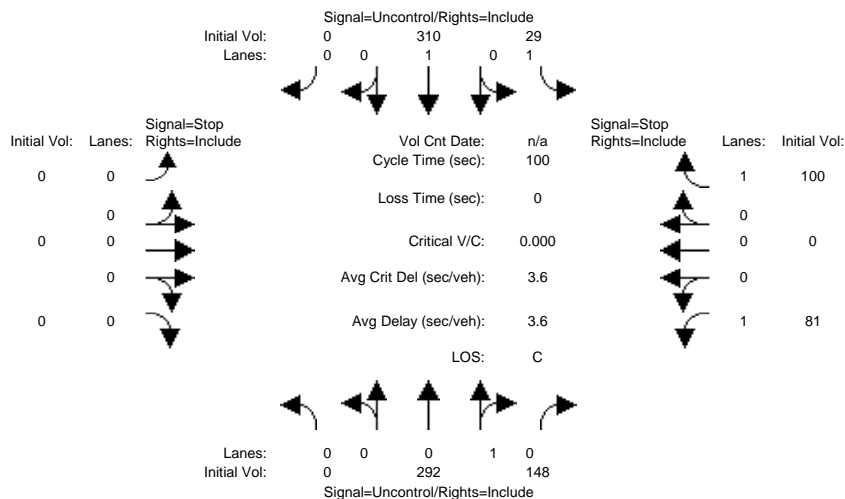 Signal=Uncontrol/Rights=Include
Initial Vol: 0 310 29
Lanes: 0 0 1 0 1
Signal=Stop
Initial Vol: Lanes: Rights=Include
Vol Cnt Date: n/a
Signal=Stop
Rights=Include Lanes: Initial Vol:
Cycle Time (sec): 100
0 0
1 100
Loss Time (sec): 0
0
0
0 0
Critical V/C: 0.000
0 0
0
Avg Crit Del (sec/veh): 3.6
0
0 0
Avg Delay (sec/veh): 3.6
1 81
LOS: C
Lanes: 0 0 0 1 0
Initial Vol: 0 292 148
Signal=Uncontrol/Rights=Include